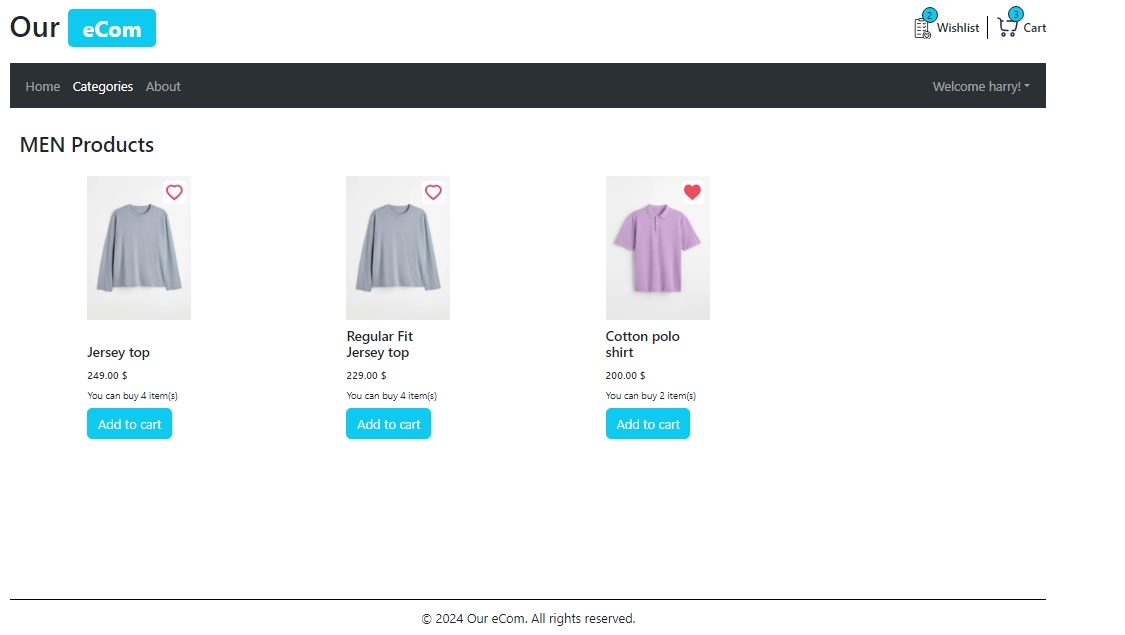 Our eCom
2 Wishlist 3 Cart
Home Categories About Welcome harry!
MEN Products
Jersey top
249.00 $
You can buy 4 item(s)
Add to cart
Regular Fit
Jersey top
229.00 $
You can buy 4 item(s)
Add to cart
Cotton polo
shirt
200.00 $
You can buy 2 item(s)
Add to cart
© 2024 Our eCom. All rights reserved.